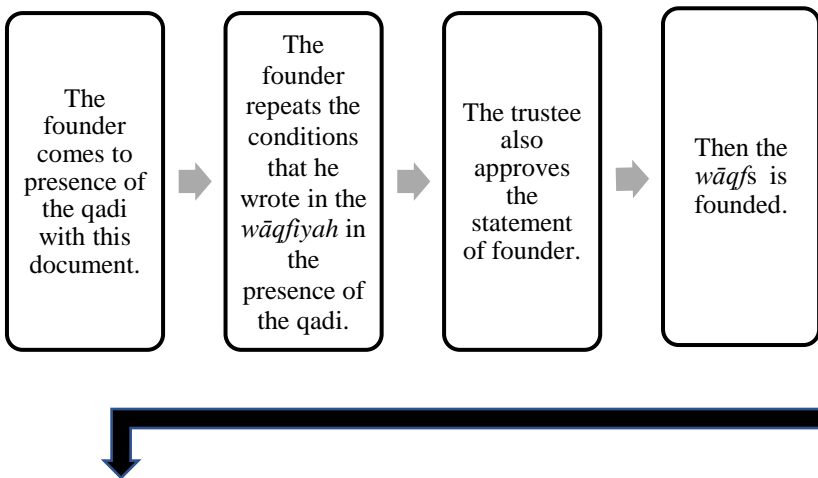 The
founder
comes to
presence of
the qadi
with this
document.
The
founder
repeats the
conditions
that he
wrote in the
wāqfiyah in
the
presence of
the qadi.
The trustee
also
approves
the
statement
of founder.
Then the
wāqfs is
founded.